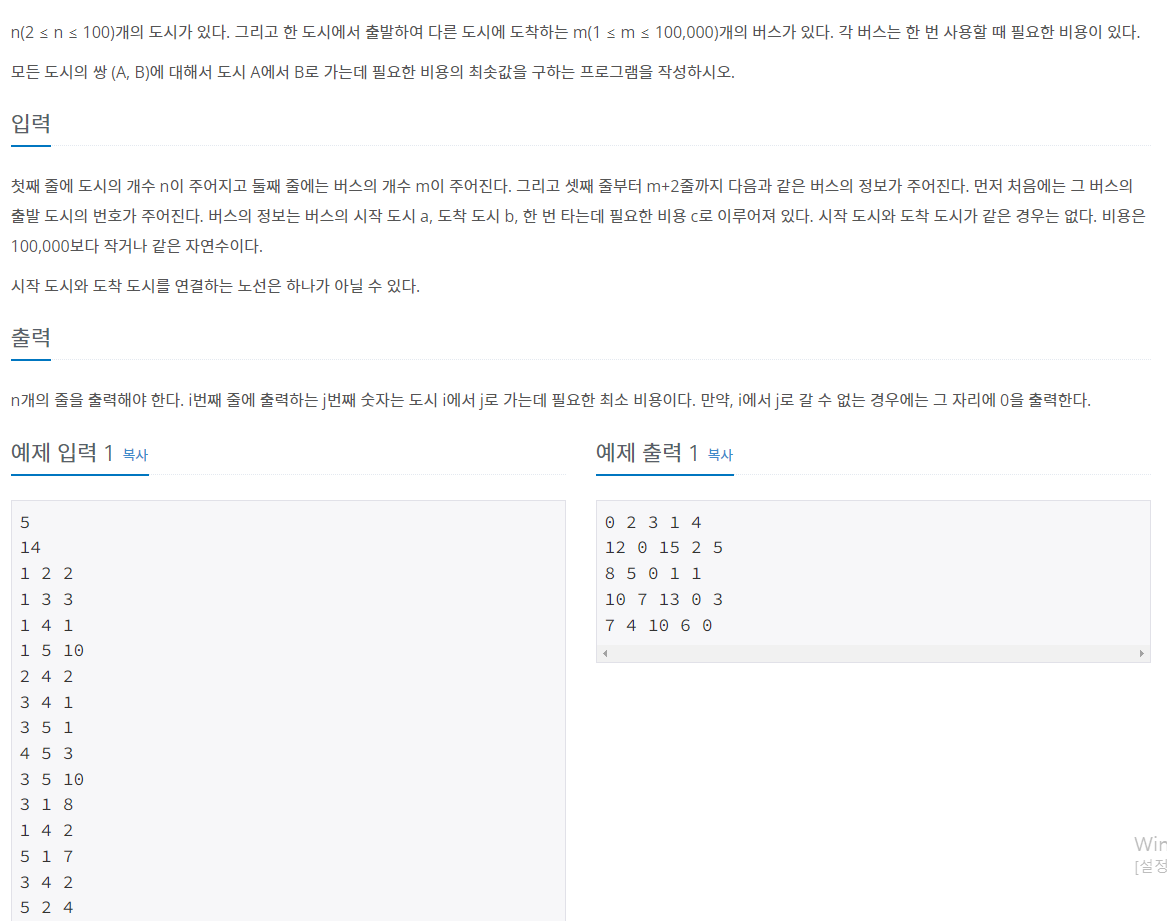 n(2 ≤ n ≤ 100)개의 도시가 있다. 그리고 한 도시에서 출발하여 다른 도시에 도착하는 m(1 ≤ m ≤ 100,000)개의 버스가 있다. 각 버스는 한 번 사용할 때 필요한 비용이 있다.
모든 도시의 쌍 (A, B)에 대해서 도시 A에서 B로 가는데 필요한 비용의 최솟값을 구하는 프로그램을 작성하시오.
입력
첫째 줄에 도시의 개수 n이 주어지고 둘째 줄에는 버스의 개수 m이 주어진다. 그리고 셋째 줄부터 m+2줄까지 다음과 같은 버스의 정보가 주어진다. 먼저 처음에는 그 버스의
출발 도시의 번호가 주어진다. 버스의 정보는 버스의 시작 도시 a, 도착 도시 b, 한 번 타는데 필요한 비용 c로 이루어져 있다. 시작 도시와 도착 도시가 같은 경우는 없다. 비용은
100,000보다 작거나 같은 자연수이다.
시작 도시와 도착 도시를 연결하는 노선은 하나가 아닐 수 있다.
출력
n개의 줄을 출력해야 한다. i번째 줄에 출력하는 j번째 숫자는 도시 i에서 j로 가는데 필요한 최소 비용이다. 만약, i에서 j로 갈 수 없는 경우에는 그 자리에 0을 출력한다.
예제 입력 1 복사
5
14
1 2 2
1 3 3
1 4 1
1 5 10
2 4 2
3 4 1
3 5 1
4 5 3
3 5 10
3 1 8
1 4 2
5 1 7
3 4 2
5 2 4
예제 출력 1 복사
0 2 3 1 4
12 0 15 2 5
8 5 0 1 1
10 7 13 0 3
7 4 10 6 0
[설정